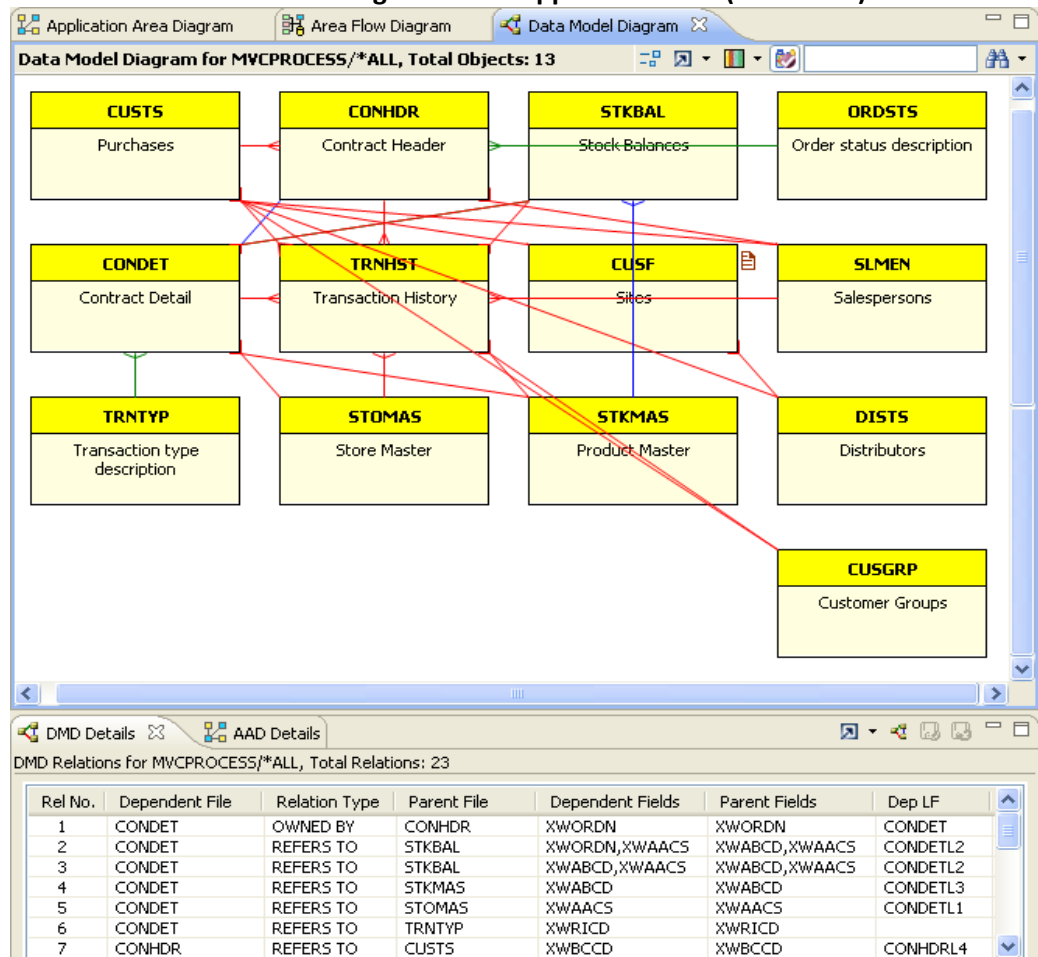 Application Area Diagram Area Flow Diagram Data Model Diagram
Data Model Diagram for MVCPROCESS/*ALL, Total Objects: 13
CUSTS CONHDR STKBAL ORDSTS
Purchases Contract Header Stock Balances Order status description
CONDET TRNHST CUSF SLMEN
Contract Detail Transaction History Sites Salespersons
TRNTYP STOMAS STKMAS DISTS
Transaction type Store Master Product Master Distributors
description
CUSGRP
Customer Groups
DMD Details AAD Details
DMD Relations for MVCPROCESS/*ALL, Total Relations: 23
Rel No. Dependent File Relation Type Parent File Dependent Fields Parent Fields Dep LF
1 CONDET OWNED BY CONHDR XWORDN XWORDN CONDET
2 CONDET REFERS TO STKBAL XWORDN,XWAACS XWABCD,XWAACS CONDETL2
3 CONDET REFERS TO STKBAL XWABCD,XWAACS XWABCD,XWAACS CONDETL2
4 CONDET REFERS TO STKMAS XWABCD XWABCD CONDETL3
5 CONDET REFERS TO STOMAS XWAACS XWAACS CONDETL1
6 CONDET REFERS TO TRNTYP XWRICD XWRICD
7 CONHDR REFERS TO CUSTS XWBCCD XWBCCD CONHDRL4